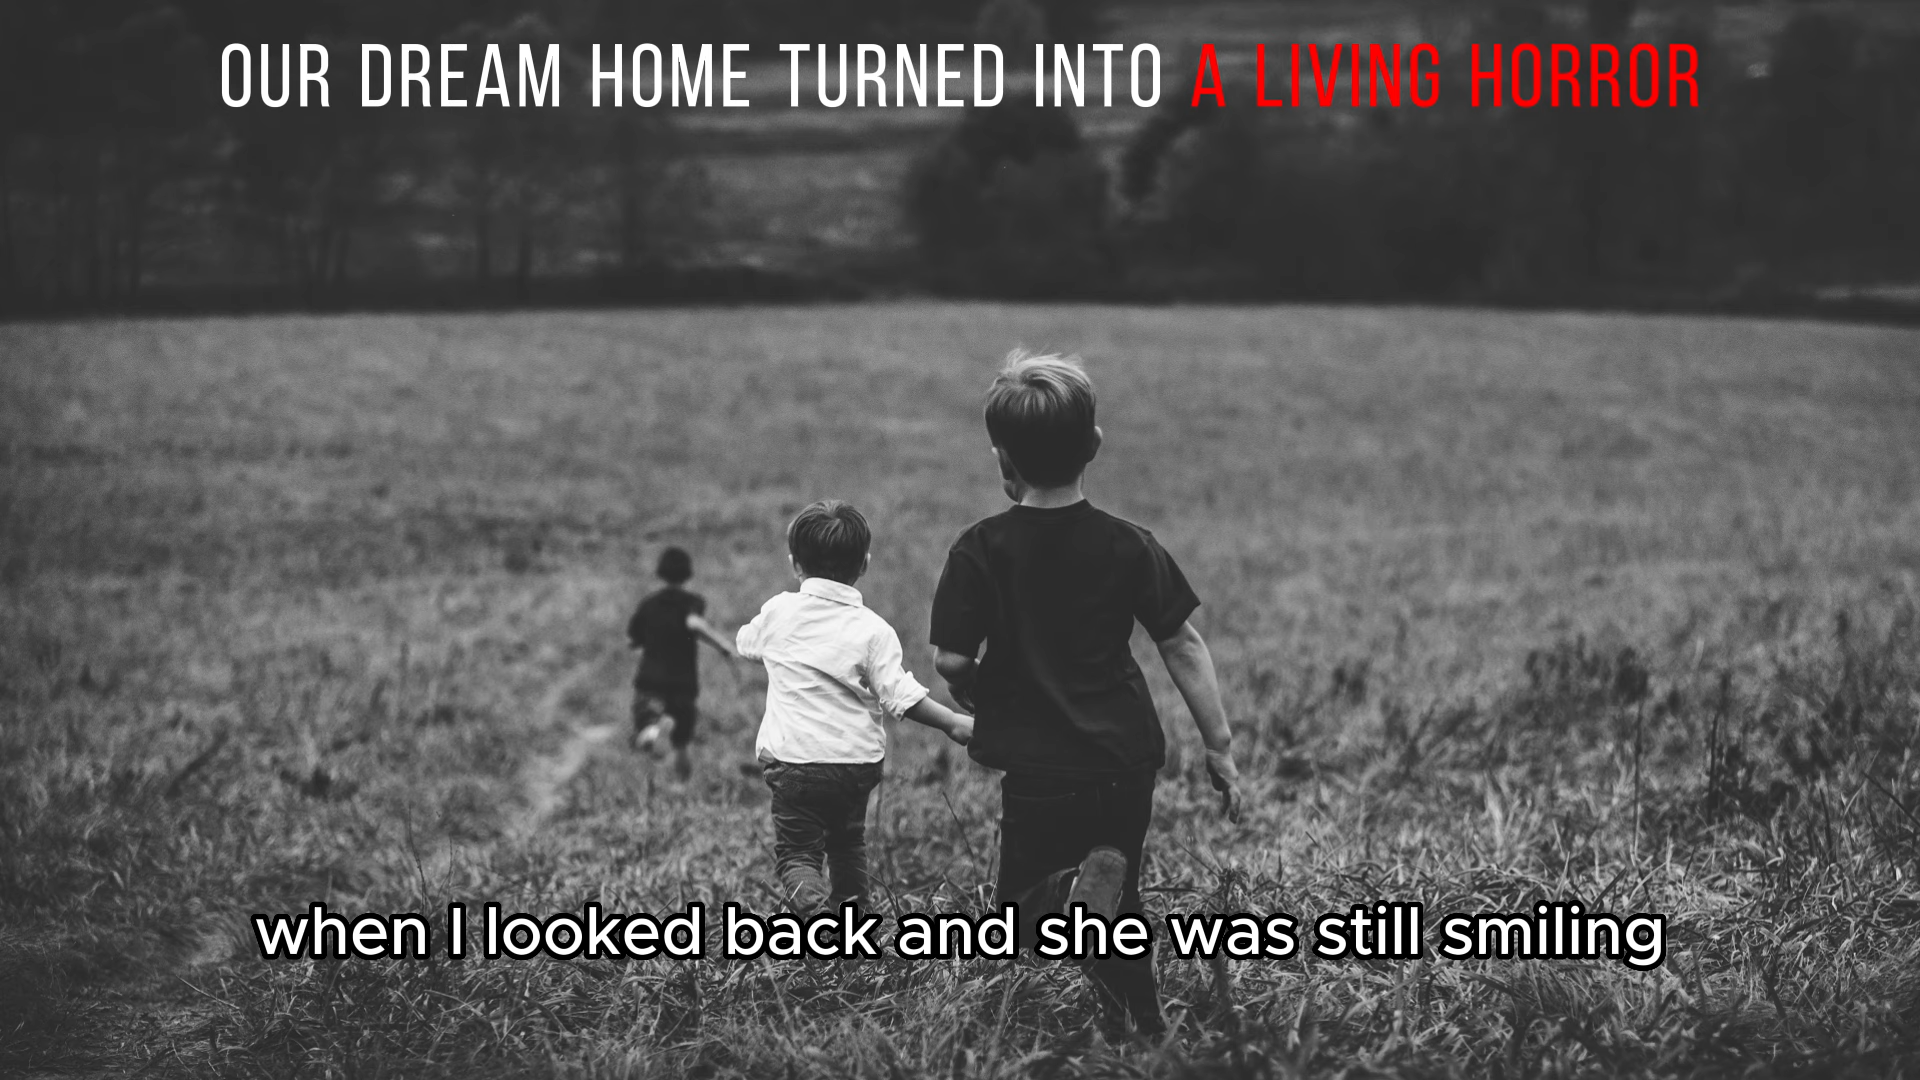 OUR DREAM HOME TURNED INTO A LIVING HORROR
when I looked back and she was still smiling